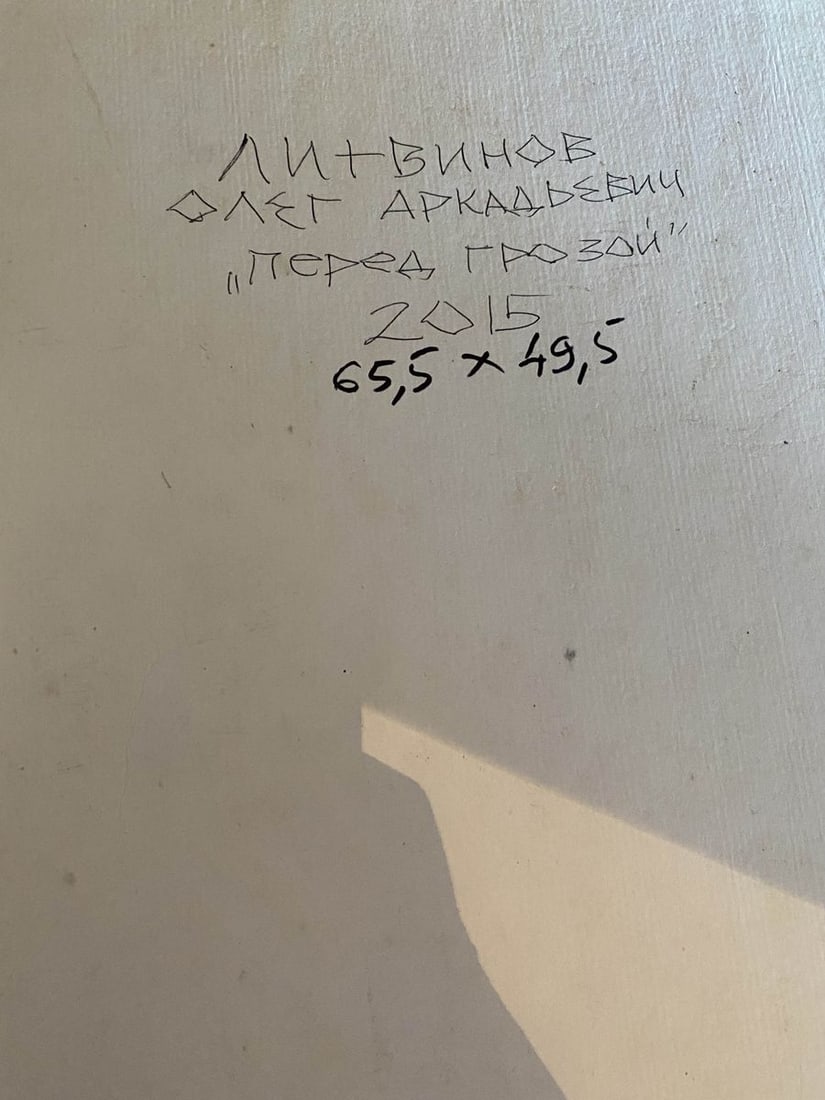 ЛИТВИНОВ
ОЛЕГ АРКАДЬЕВИЧ
„Перед грозой”
2015
65,5 x 49,5